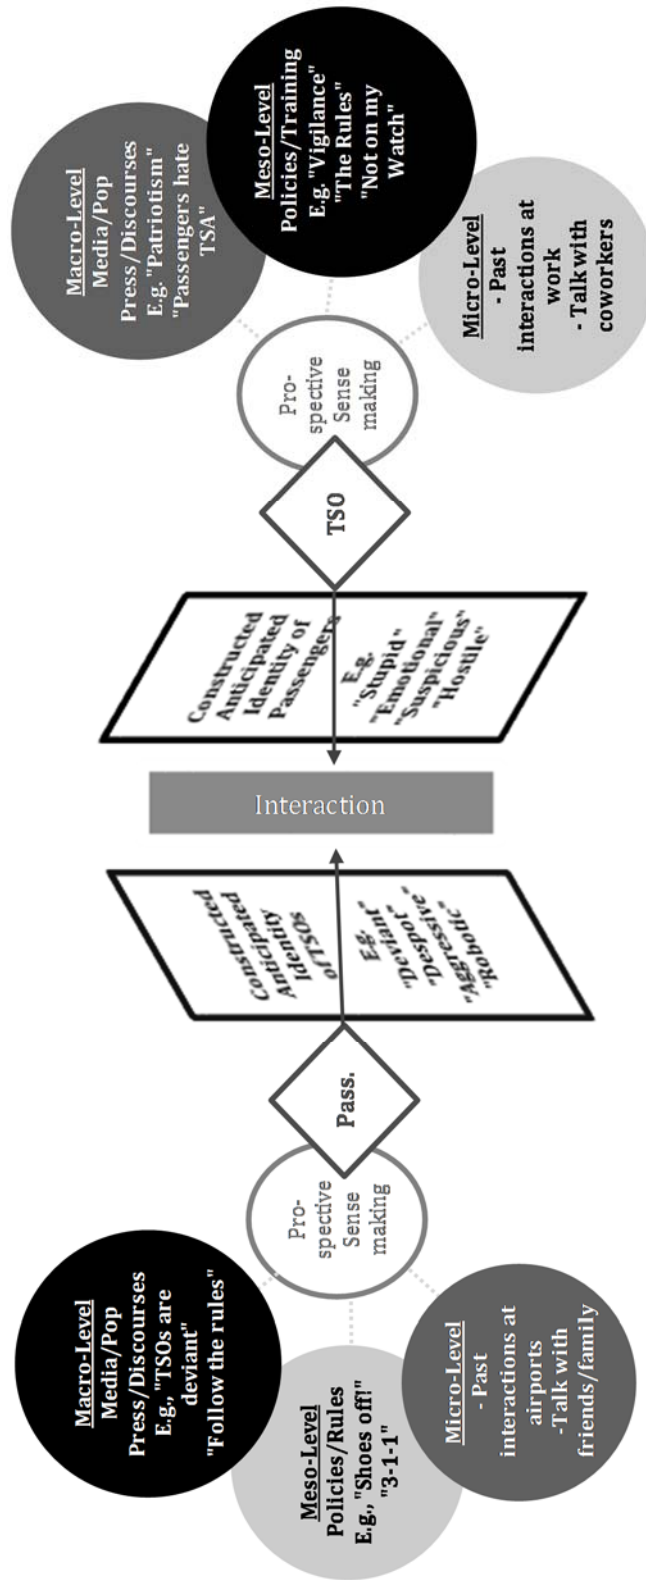 Macro-Level
Media/Pop
Press/Discourses
E.g., "TSOs are
deviant"
"Follow the rules"
Meso-Level
Policies/Rules
E.g., "Shoes off!"
"3-1-1"
Micro-Level
- Past
interactions at
airports
-Talk with
friends/family
Pro-
spective
Sense
making
Pass.
Constructed
Anticipated
Identity
of TSOs
E.g.
"Deviant"
"Despot"
"Aggressive"
"Robotic"
Interaction
Constructed
Anticipated
Identity of
Passengers
E.g.
"Stupid "
"Emotional"
"Suspicious"
"Hostile"
TSO
Pro-
spective
Sense
making
Macro-Level
Media/Pop
Press/Discourses
E.g. "Patriotism"
"Passengers hate
TSA"
Meso-Level
Policies/Training
E.g. "Vigilance"
"The Rules"
"Not on my
Watch"
Micro-Level
- Past
interactions at
work
- Talk with
coworkers